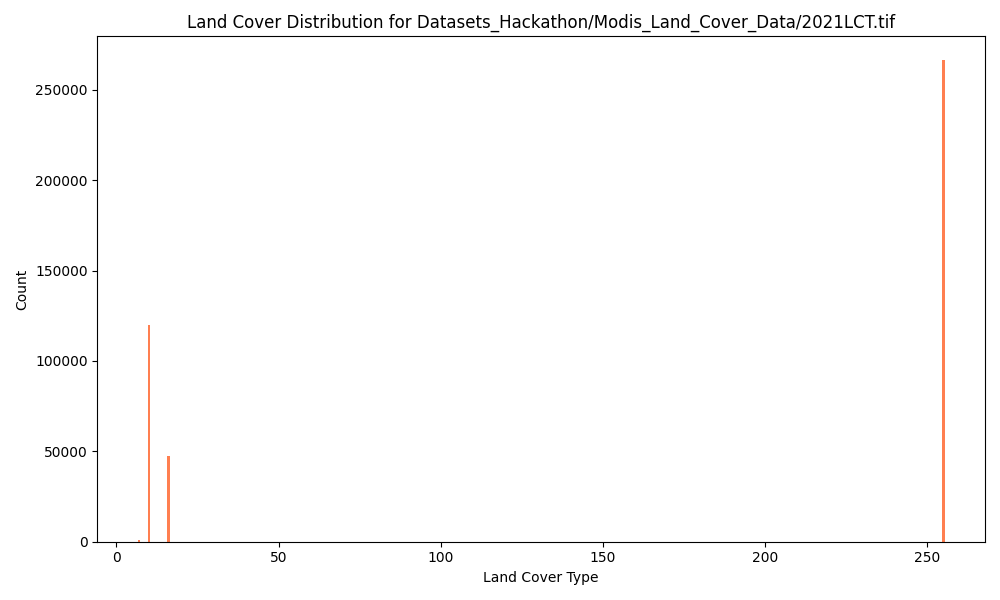 Land Cover Distribution for Datasets_Hackathon/Modis_Land_Cover_Data/2021LCT.tif
250000
200000
150000
100000
50000
0
Count
0 50 100 150 200 250
Land Cover Type